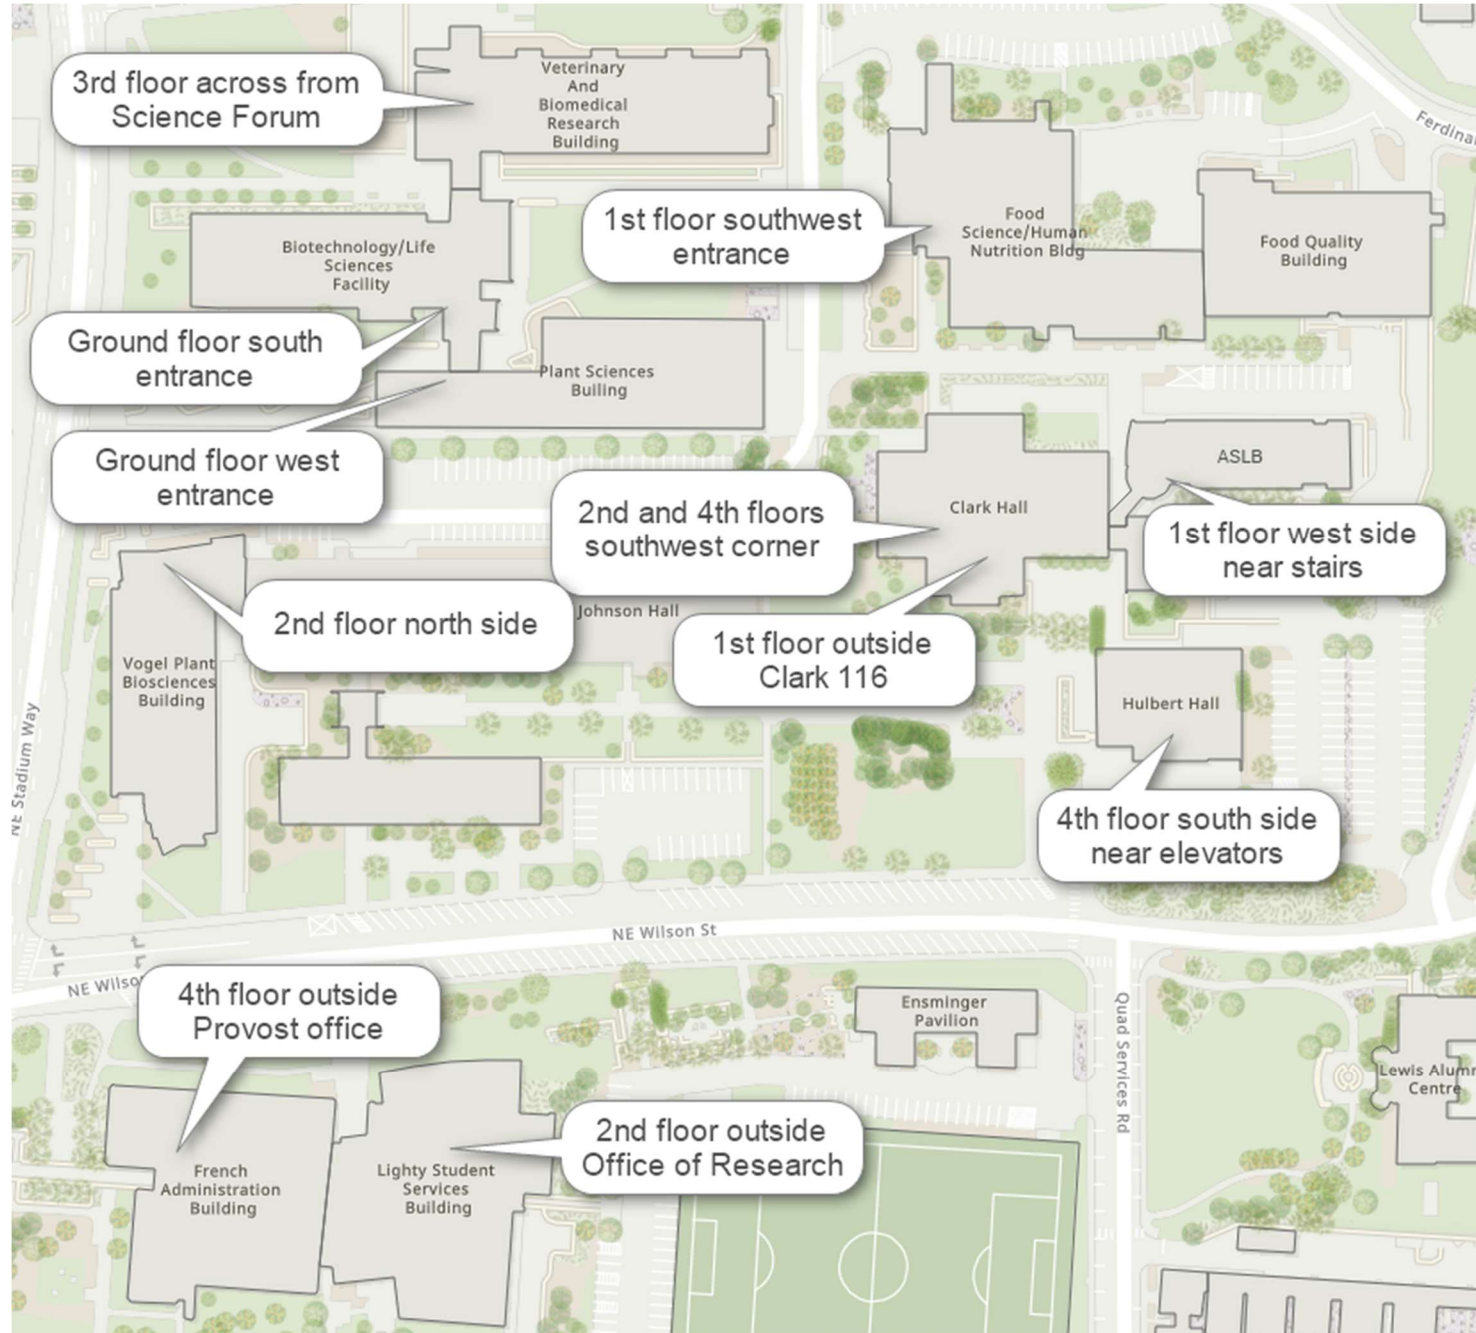 3rd floor across from
Science Forum
Veterinary
And
Biomedical
Research
Building
Ferdina
1st floor southwest
entrance
Food
Science/Human
Nutrition Bldg
Food Quality
Building
Biotechnology/Life
Sciences
Facility
Ground floor south
entrance
Plant Sciences
Builing
Ground floor west
entrance
ASLB
2nd and 4th floors
southwest corner
Clark Hall
1st floor west side
near stairs
2nd floor north side
Johnson Hall
1st floor outside
Clark 116
Vogel Plant
Biosciences
Building
Hulbert Hall
NE Stadium Way
4th floor south side
near elevators
NE Wilson St
NE Wilso
4th floor outside
Provost office
Ensminger
Pavilion
Quad Services Rd
Lewis Alumn
Centre
2nd floor outside
Office of Research
French
Administration
Building
Lighty Student
Services
Building